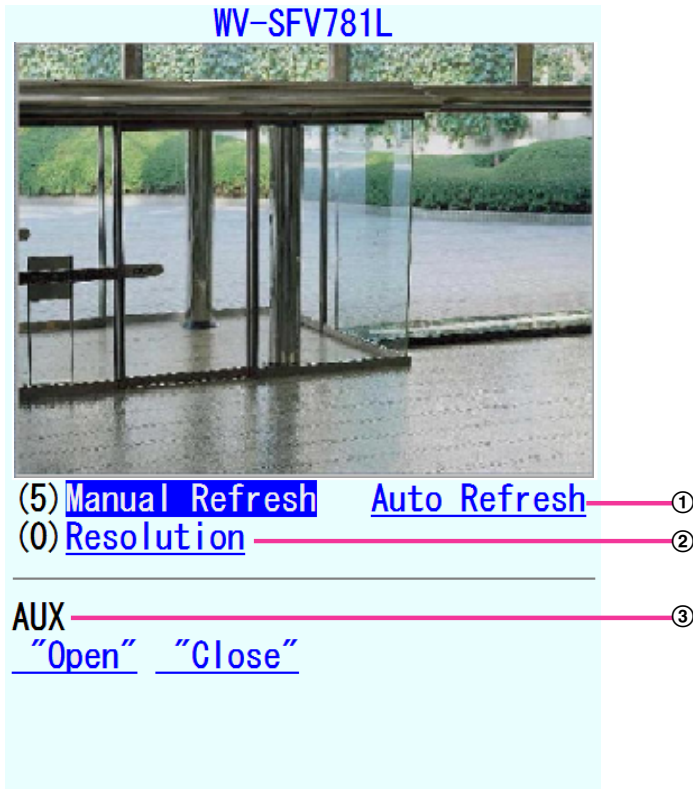 WV-SFV781L
(5)Manual Refresh Auto Refresh ①
(0)Resolution ②
AUX ③
"Open" "Close"